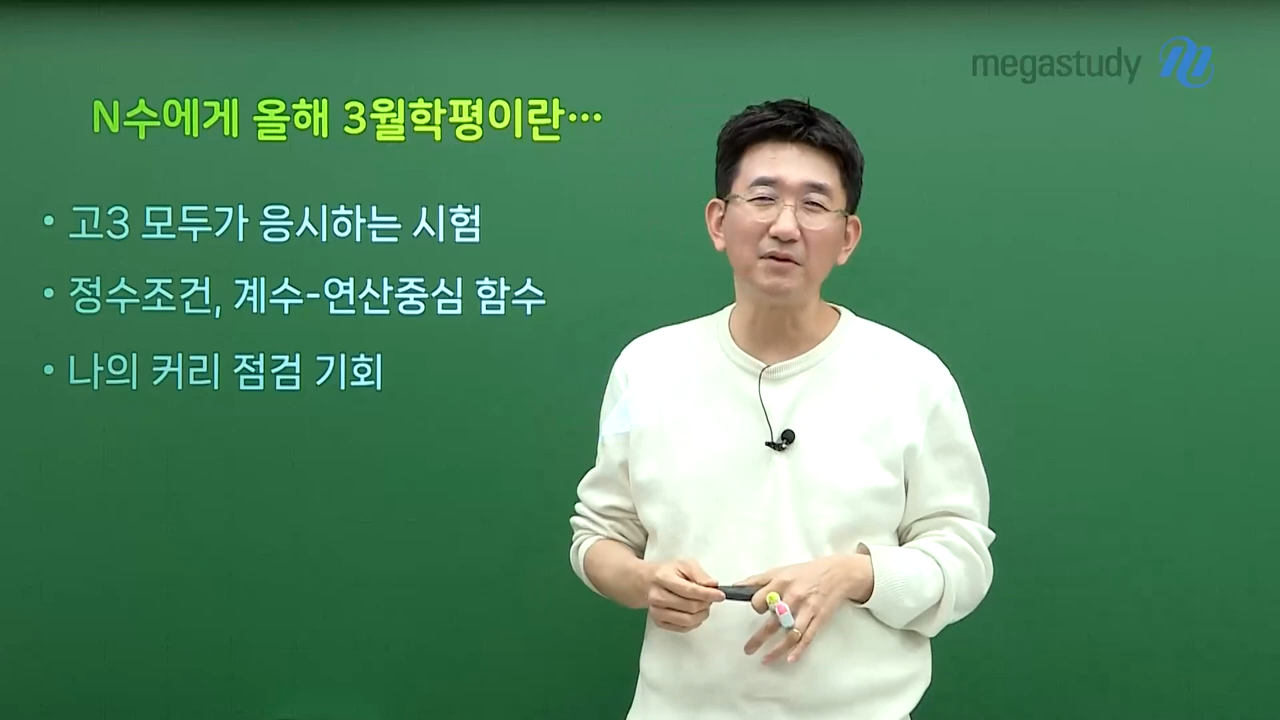 megastudy
N수에게 올해 3월학평이란…
• 고3 모두가 응시하는 시험
• 정수조건, 계수-연산중심 함수
• 나의 커리 점검 기회